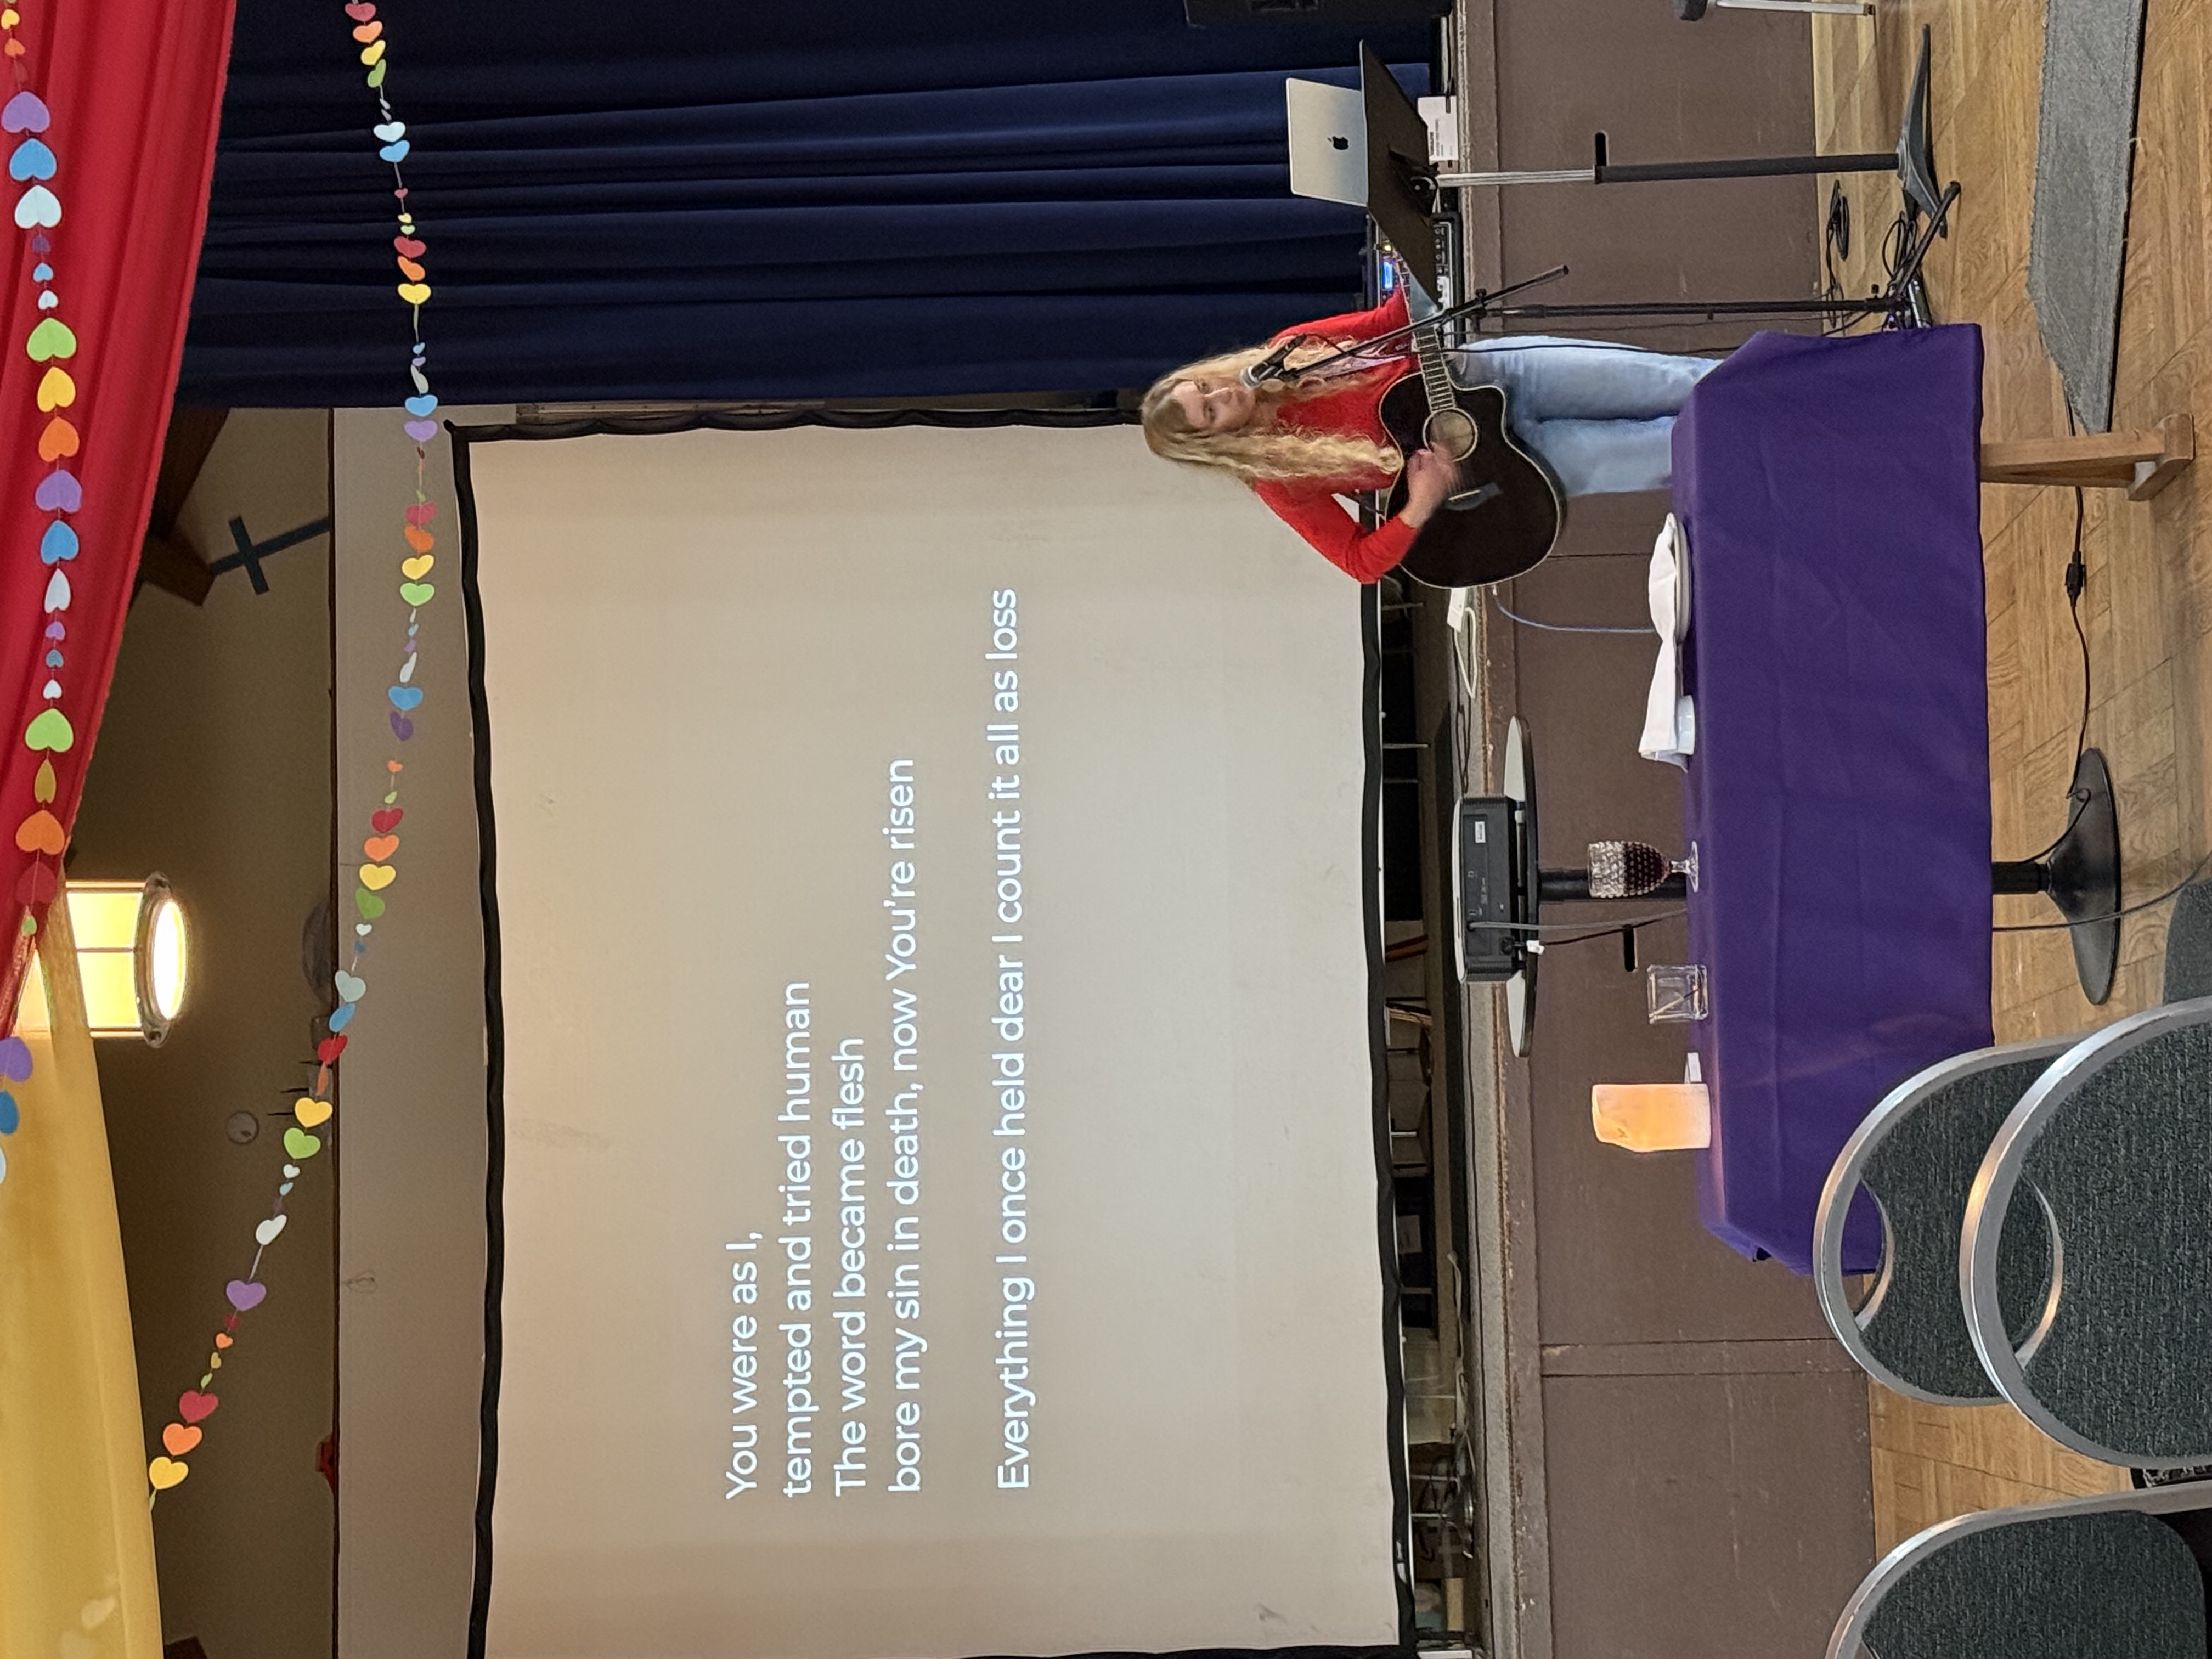 You were as I,
tempted and tried human
The word became flesh
bore my sin in death, now You're risen
Everything I once held dear I count it all as loss